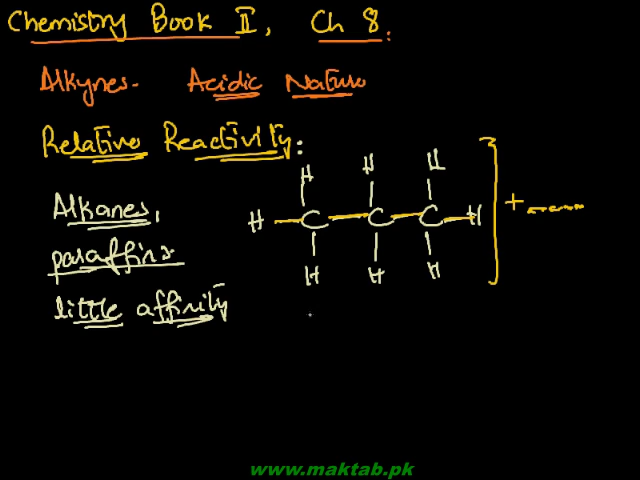 Chemistry Book II, Ch 8.
Alkynes- Acidic Nature
Relative Reactivity:
Alkanes,
paraffins
little affinity
H H H
H C C C H
H H H
+
www.maktab.pk